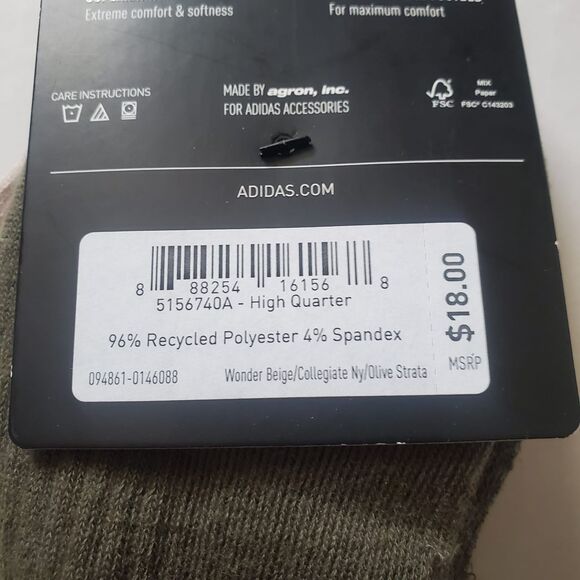 Extreme comfort & softness
For maximum comfort
CARE INSTRUCTIONS
MADE BY agron, inc.
FOR ADIDAS ACCESSORIES
FSC
MIX
Paper
FSC® C143203
ADIDAS.COM
8 88254 16156 8
5156740A - High Quarter
96% Recycled Polyester 4% Spandex
094861-0146088 Wonder Beige/Collegiate Ny/Olive Strata
$18.00
MSRP